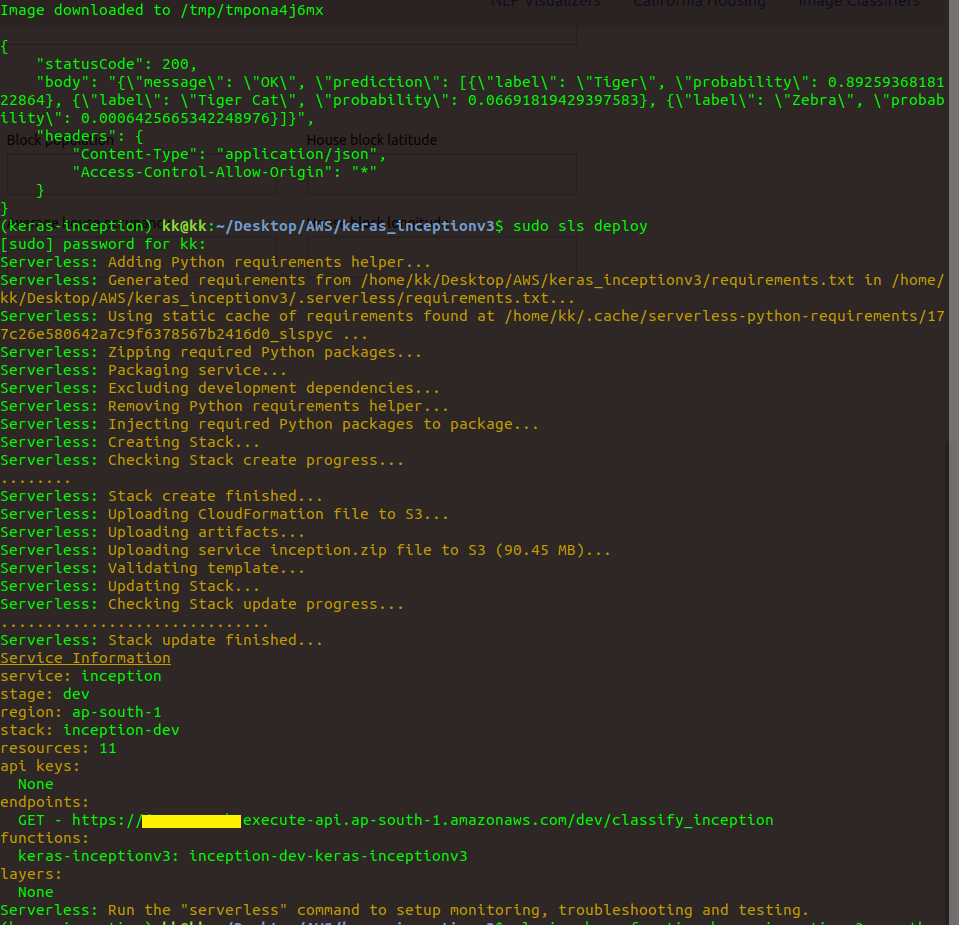 NLP Visualizers California Housing Image Classifiers
Image downloaded to /tmp/tmpona4j6mx
{
"statusCode": 200,
"body": "{\"message\": \"OK\", \"prediction\": [{\"label\": \"Tiger\", \"probability\": 0.89259368181
22864}, {\"label\": \"Tiger Cat\", \"probability\": 0.06691819429397583}, {\"label\": \"Zebra\", \"probab
ility\": 0.0006425665342248976}]}",
"headers": {
Block population House block latitude
"Content-Type": "application/json",
"Access-Control-Allow-Origin": "*"
}
}
(keras-inception) kk@kk:~/Desktop/AWS/keras_inceptionv3$ sudo sls deploy
[sudo] password for kk:
Serverless: Adding Python requirements helper...
Serverless: Generated requirements from /home/kk/Desktop/AWS/keras_inceptionv3/requirements.txt in /home/
kk/Desktop/AWS/keras_inceptionv3/.serverless/requirements.txt...
Serverless: Using static cache of requirements found at /home/kk/.cache/serverless-python-requirements/17
7c26e580642a7c9f6378567b2416d0_slspyc ...
Serverless: Zipping required Python packages...
Serverless: Packaging service...
Serverless: Excluding development dependencies...
Serverless: Removing Python requirements helper...
Serverless: Injecting required Python packages to package...
Serverless: Creating Stack...
Serverless: Checking Stack create progress...
........
Serverless: Stack create finished...
Serverless: Uploading CloudFormation file to S3...
Serverless: Uploading artifacts...
Serverless: Uploading service inception.zip file to S3 (90.45 MB)...
Serverless: Validating template...
Serverless: Updating Stack...
Serverless: Checking Stack update progress...
..............................
Serverless: Stack update finished...
Service Information
service: inception
stage: dev
region: ap-south-1
stack: inception-dev
resources: 11
api keys:
None
endpoints:
GET - https:// execute-api.ap-south-1.amazonaws.com/dev/classify_inception
functions:
keras-inceptionv3: inception-dev-keras-inceptionv3
layers:
None
Serverless: Run the "serverless" command to setup monitoring, troubleshooting and testing.